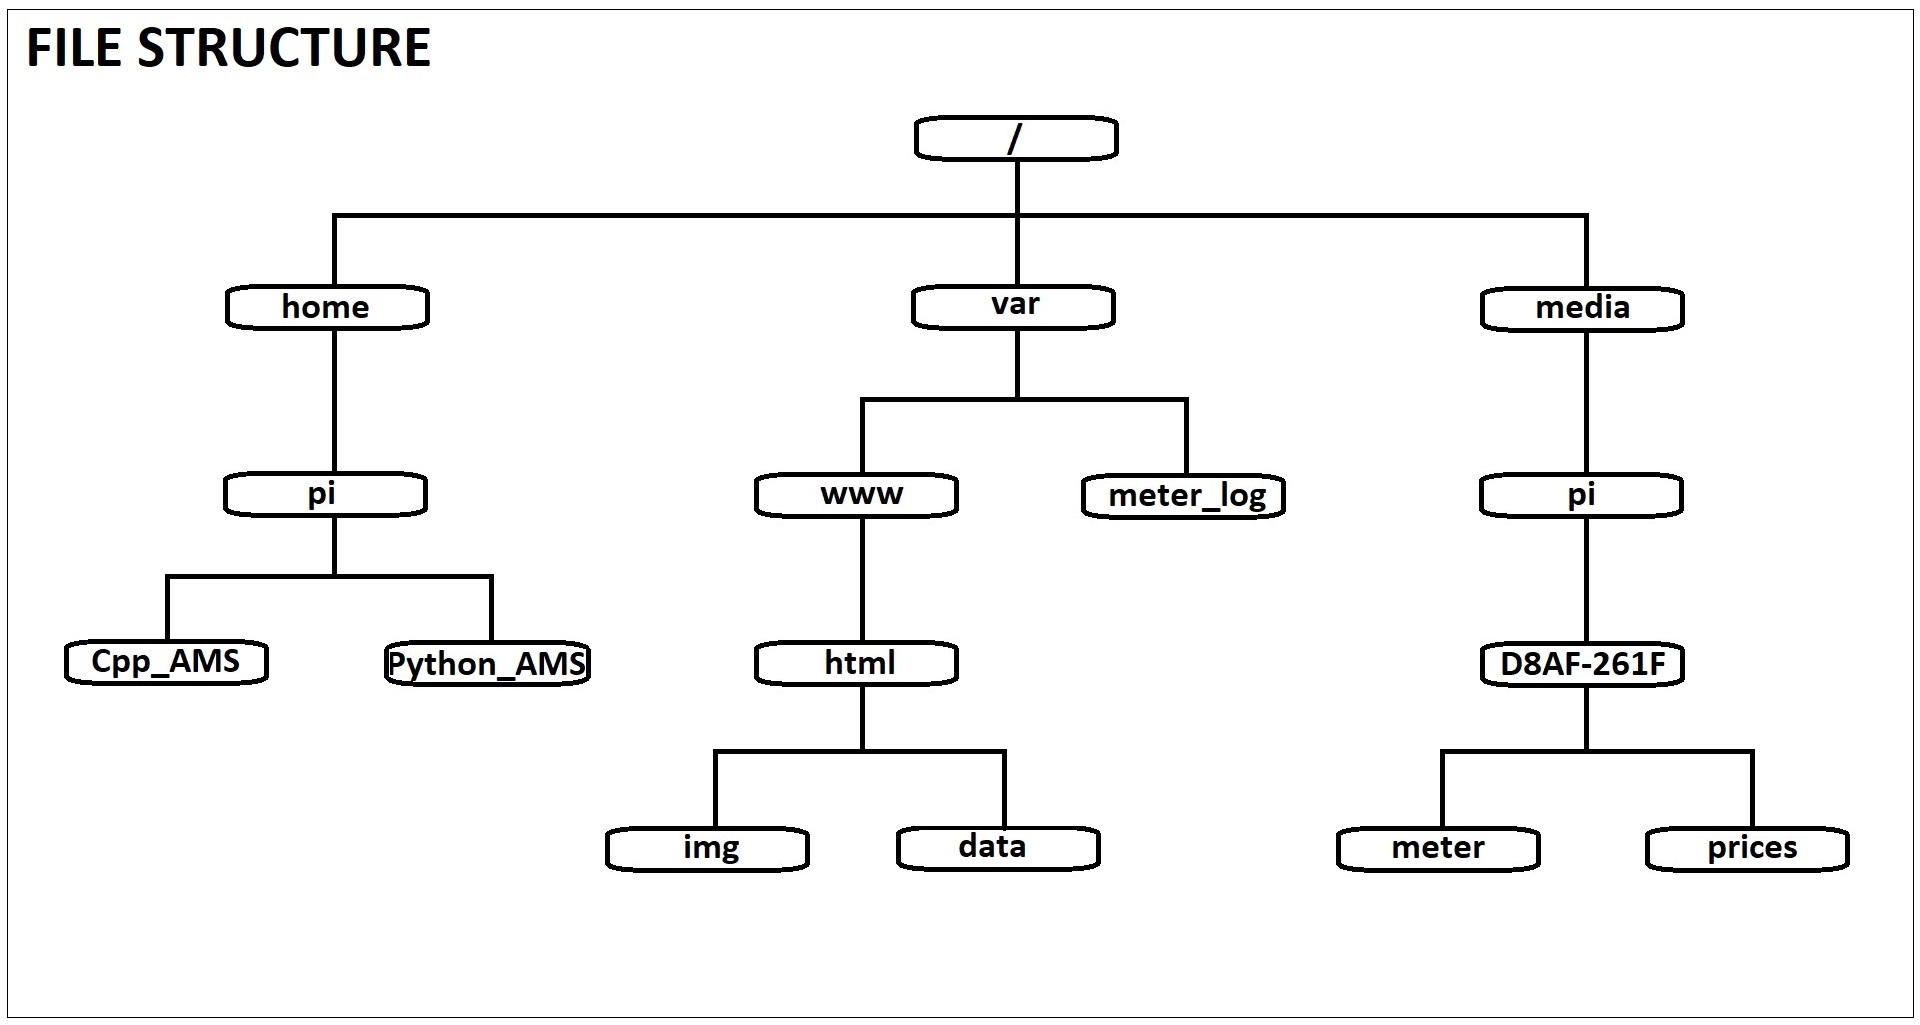 FILE STRUCTURE
/
home
var
media
pi
www
meter_log
pi
Cpp_AMS
Python_AMS
html
D8AF-261F
img
data
meter
prices